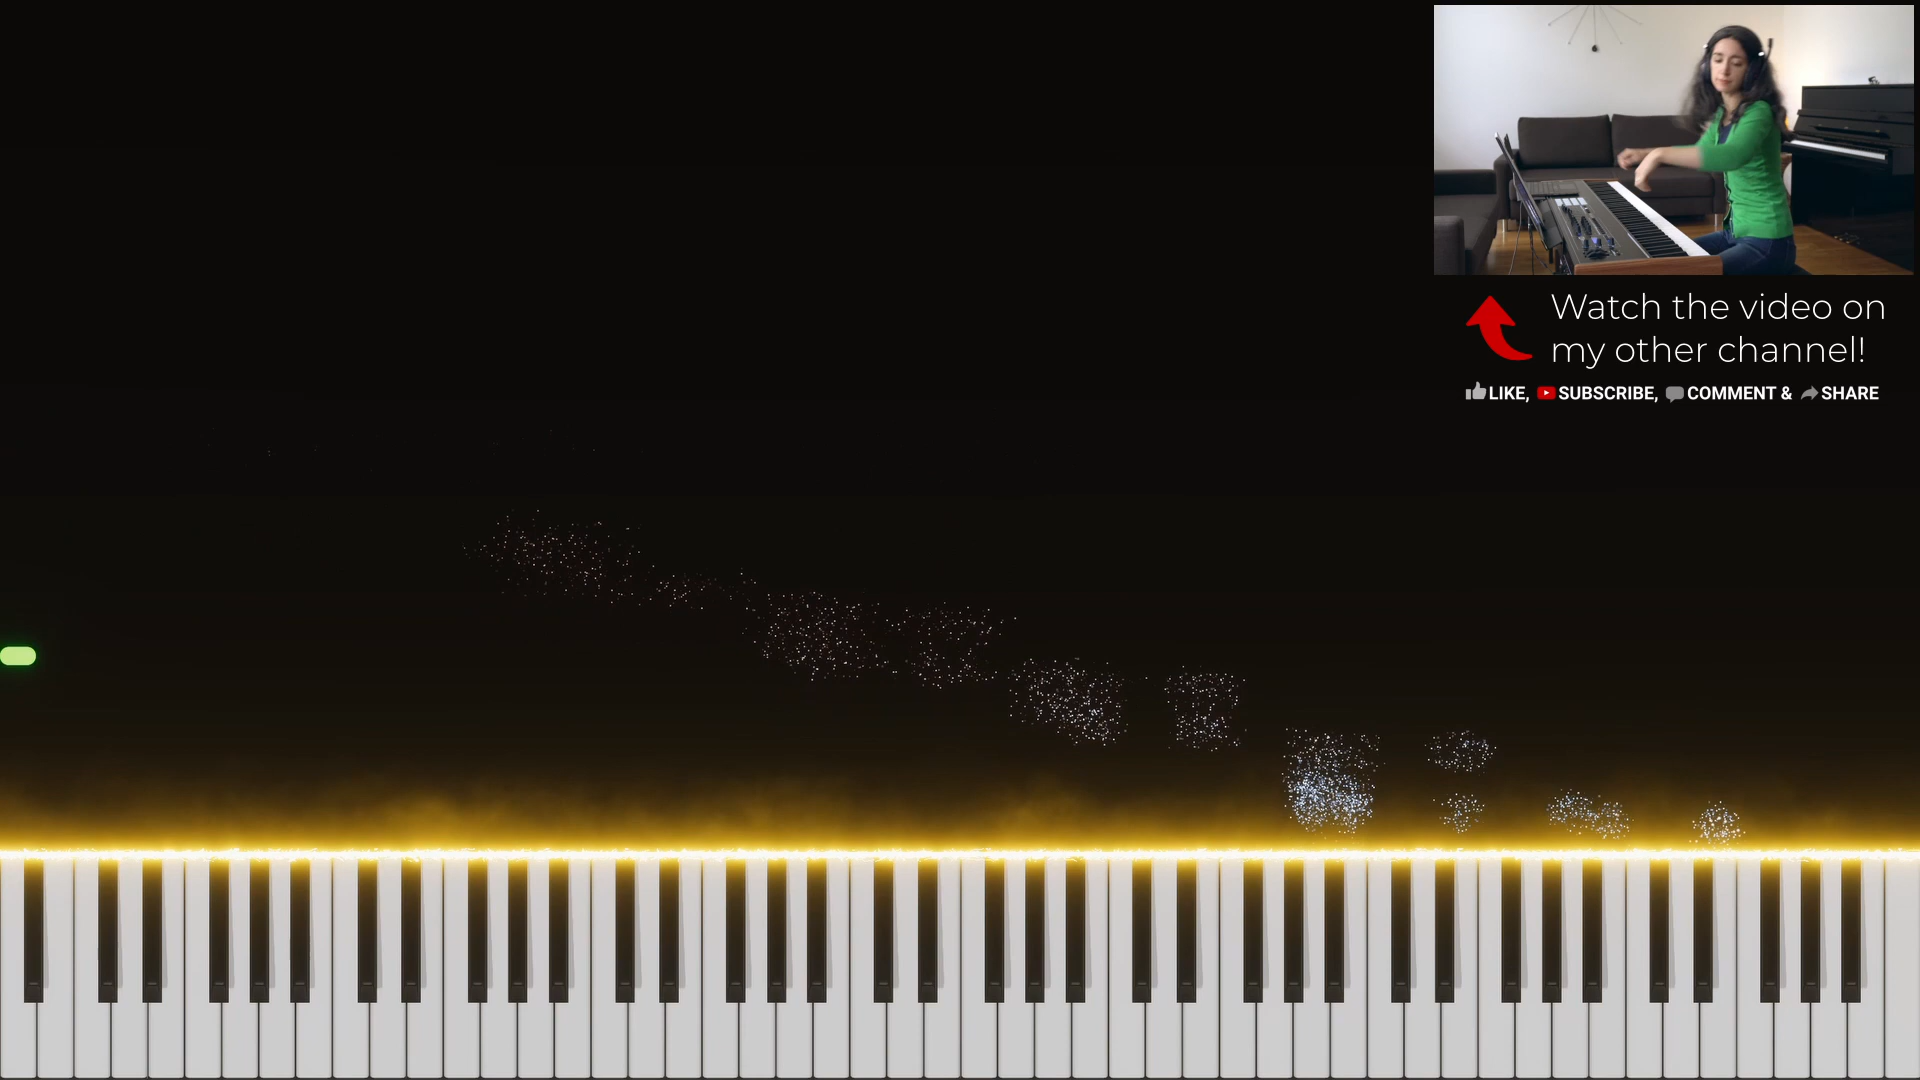 Watch the video on
my other channel!
LIKE, SUBSCRIBE, COMMENT & SHARE